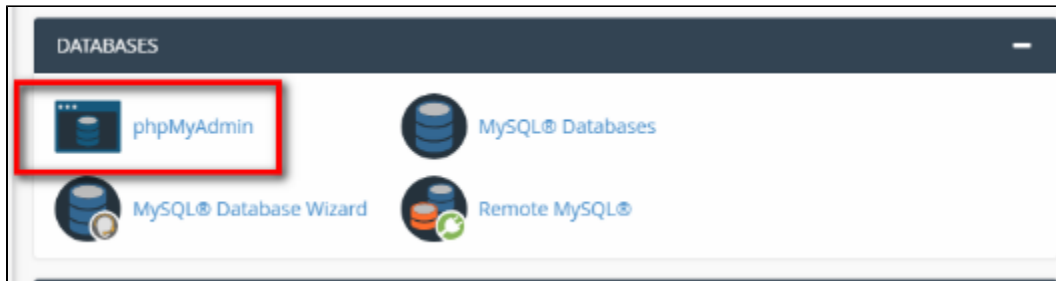 DATABASES
phpMyAdmin
MySQL® Databases
MySQL® Database Wizard
Remote MySQL®